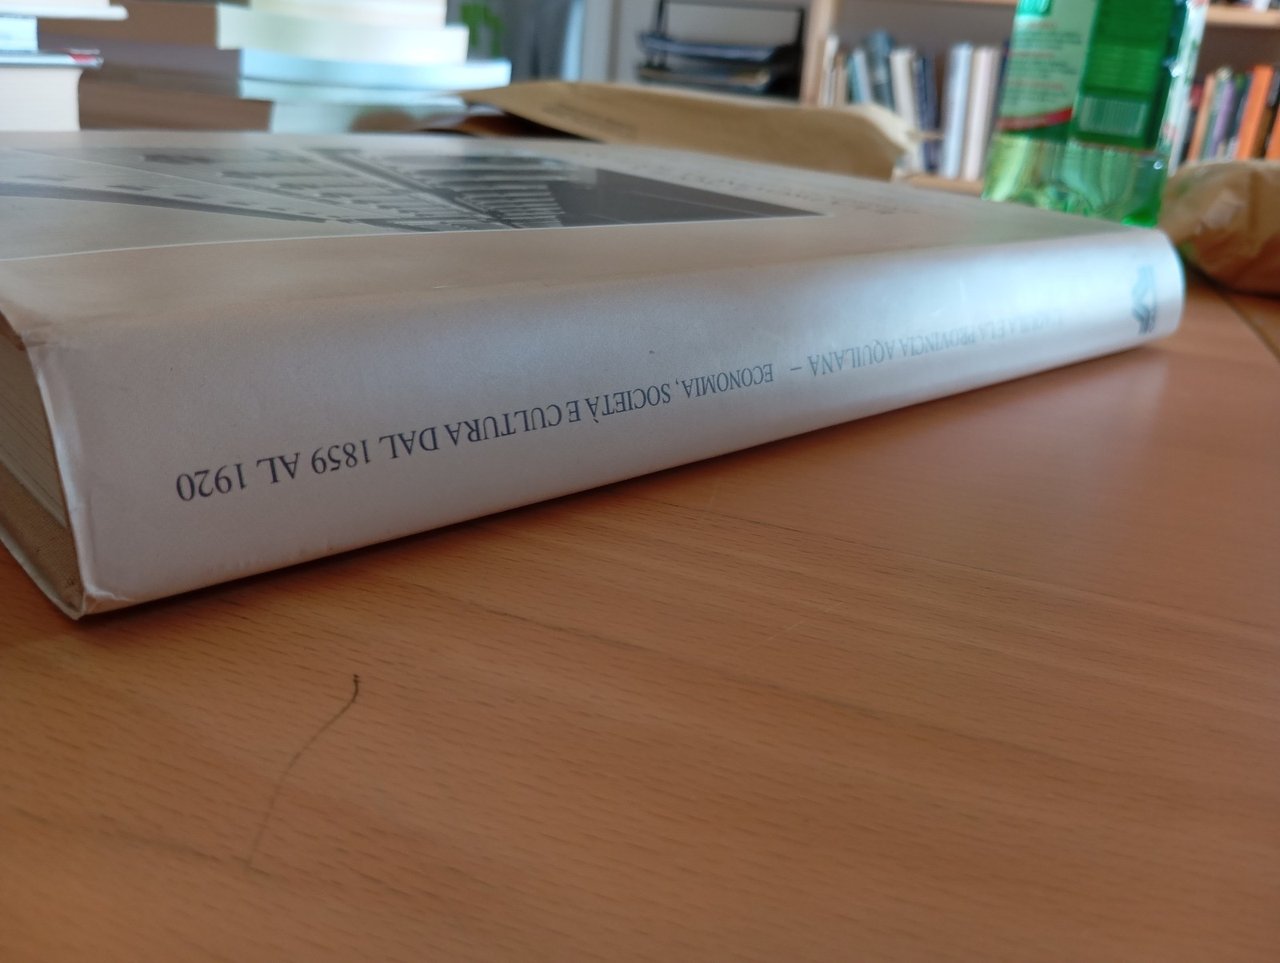 E LA PROVINCIA AQUILANA – ECONOMIA, SOCIETÀ E CULTURA DAL 1859 AL 1920